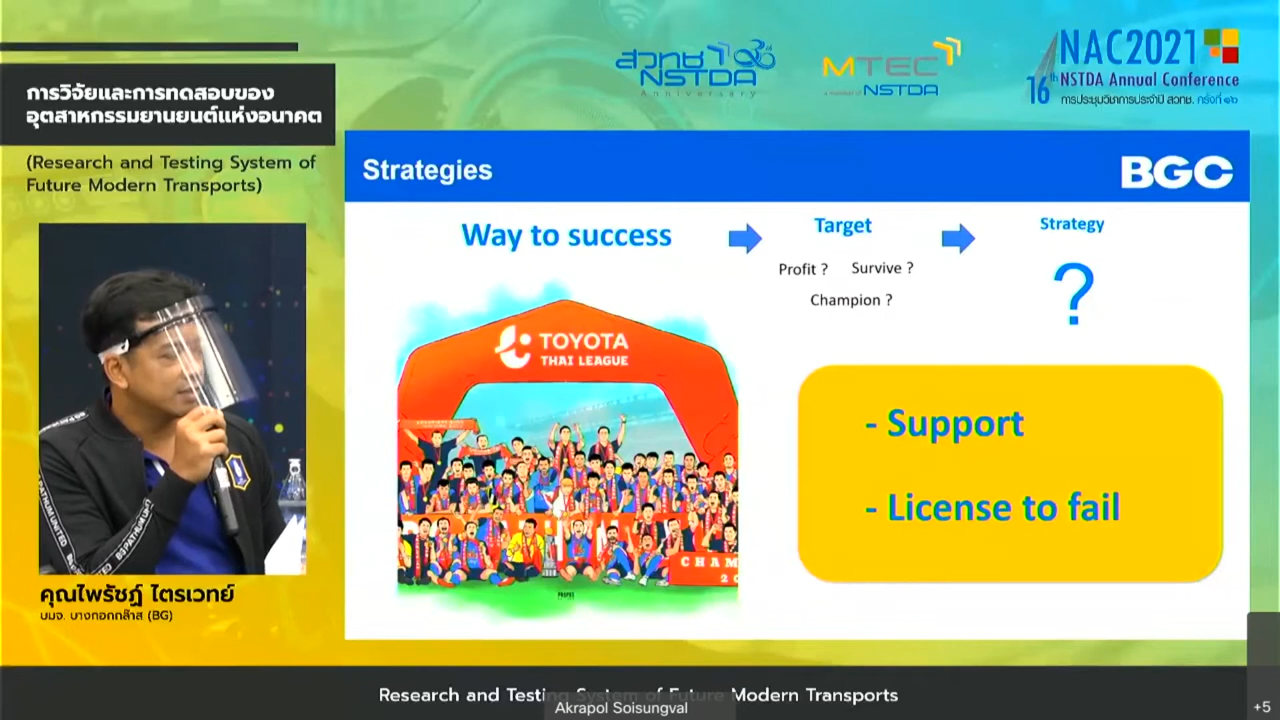 สวทช
NSTDA
Anniversary
MTEC
NSTDA
NAC2021
16th NSTDA Annual Conference
การประชุมวิชาการประจำปี สวทช. ครั้งที่ ๑๖
การวิจัยและการทดสอบของ
อุตสาหกรรมยานยนต์แห่งอนาคต
(Research and Testing System of
Future Modern Transports)
Strategies
BGC
Way to success
Target
Strategy
Profit ?
Survive ?
Champion ?
?
TOYOTA
THAI LEAGUE
CHAM
20
- Support
- License to fail
BG PATHUM UNITED
คุณไพรัชฏ์ ไตรเวทย์
บมจ. บางกอกกล๊าส (BG)
Research and Testing System of Future Modern Transports
Akrapol Soisungval
+5